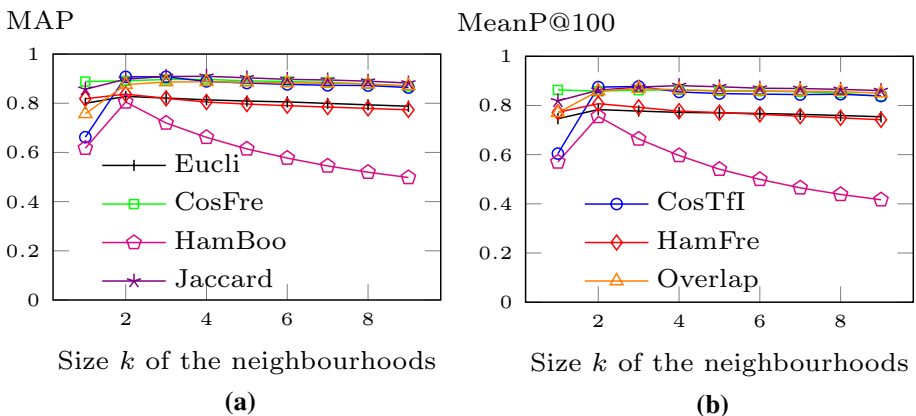 MAP
1
0.8
0.6
0.4
0.2
0
Eucli
CosFre
HamBoo
Jaccard
2 4 6 8
Size k of the neighbourhoods
(a)
MeanP@100
1
0.8
0.6
0.4
0.2
0
CosTfI
HamFre
Overlap
2 4 6 8
Size k of the neighbourhoods
(b)